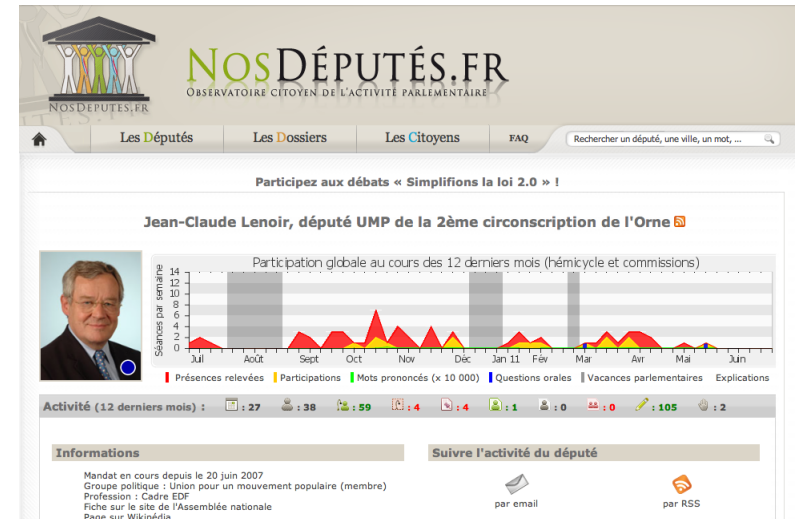 NosDéputés.fr
Observatoire citoyen de l'activité parlementaire
NosDéputés.fr
Les Députés Les Dossiers Les Citoyens FAQ Rechercher un député, une ville, un mot, ...
Participez aux débats « Simplifions la loi 2.0 » !
Jean-Claude Lenoir, député UMP de la 2ème circonscription de l'Orne
Participation globale au cours des 12 derniers mois (hémicycle et commissions)
Séances par semaine
14
12
10
8
6
4
2
0
Juil Août Sept Oct Nov Déc Jan 11 Fév Mar Avr Mai Juin
Présences relevées Participations Mots prononcés (x 10 000) Questions orales Vacances parlementaires Explications
Activité (12 derniers mois) : : 27 : 38 : 59 : 4 : 4 : 1 : 0 : 0 : 105 : 2
Informations
Mandat en cours depuis le 20 juin 2007
Groupe politique : Union pour un mouvement populaire (membre)
Profession : Cadre EDF
Fiche sur le site de l'Assemblée nationale
Page sur Wikipédia
Suivre l'activité du député
par email par RSS